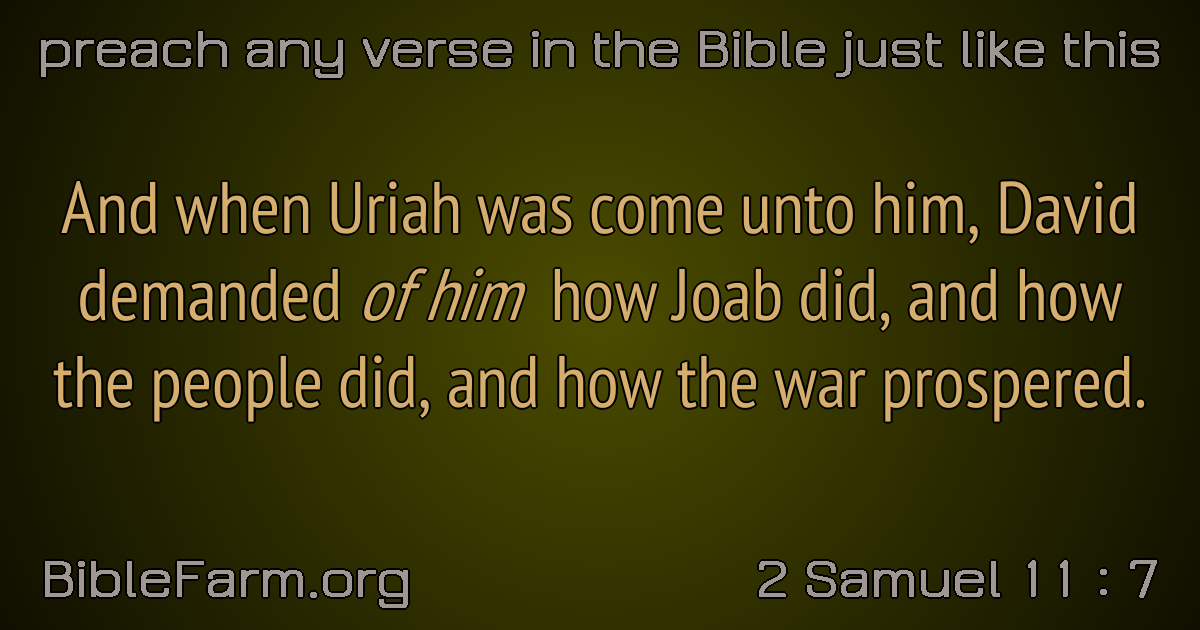 preach any verse in the Bible just like this
And when Uriah was come unto him, David
demanded of him how Joab did, and how
the people did, and how the war prospered.
BibleFarm.org
2 Samuel 11 : 7